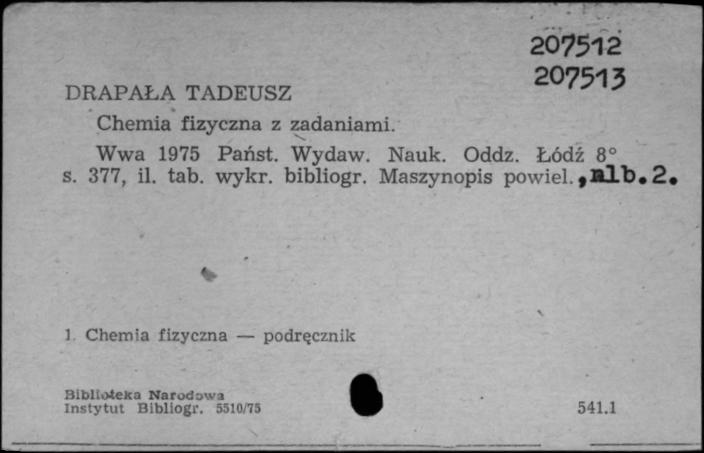 207512
207513
DRAPAŁA TADEUSZ
Chemia fizyczna z zadaniami.
Wwa 1975 Państ. Wydaw. Nauk. Oddz. Łódź 8°
s. 377, il. tab. wykr. bibliogr. Maszynopis powiel.,nlb.2.
1. Chemia fizyczna — podręcznik
Biblioteka Narodowa
Instytut Bibliogr. 5510/75
541.1